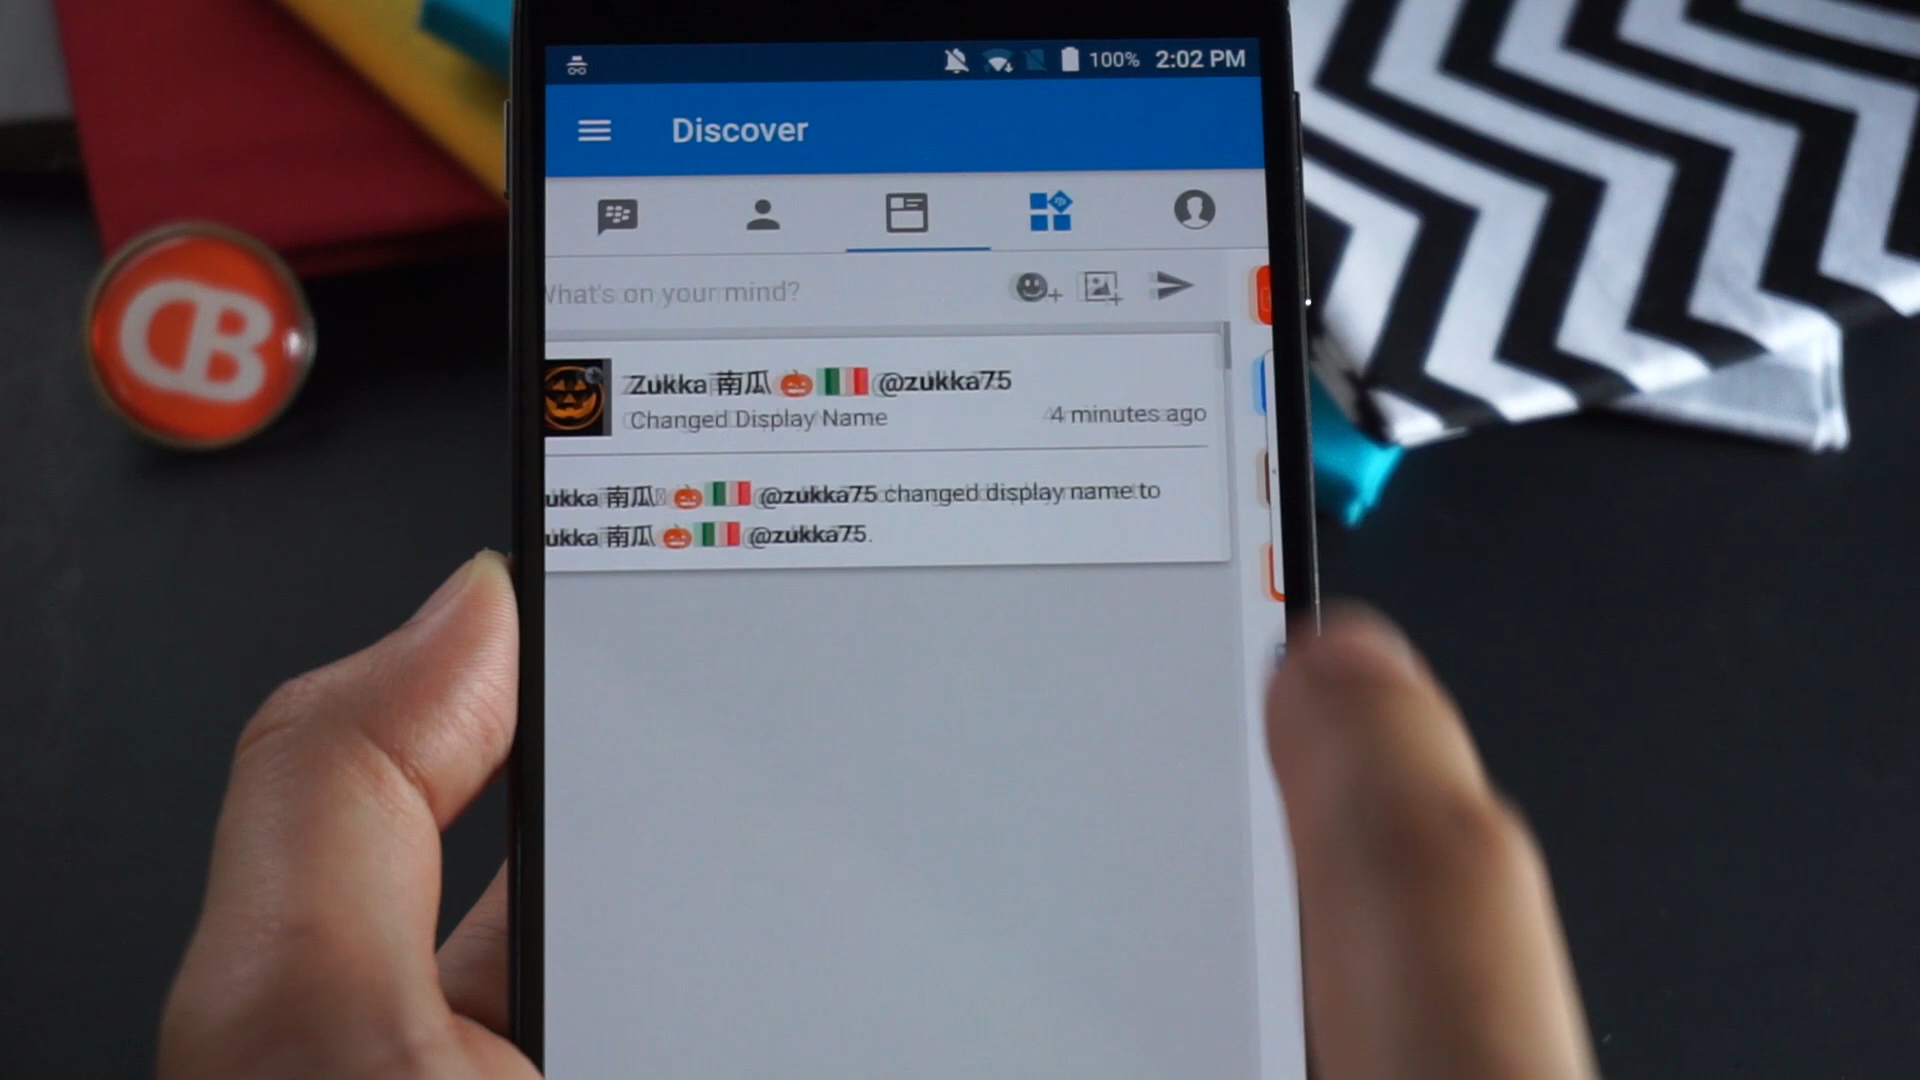 100% 2:02 PM
Discover
What's on your mind?
Zukka 南瓜 🎃🇮🇹 @zukka75
Changed Display Name
4 minutes ago
ukka 南瓜 🎃🇮🇹 @zukka75 changed display name to
ukka 南瓜 🎃🇮🇹 @zukka75.
CB